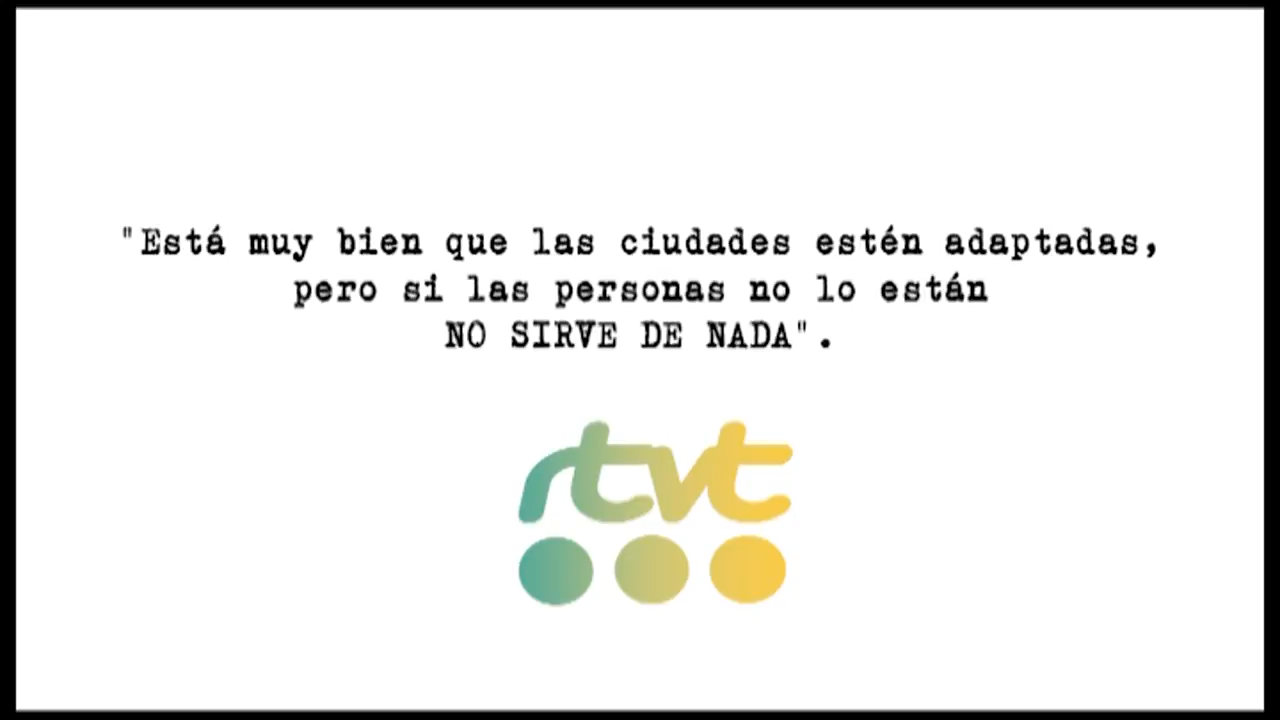 "Está muy bien que las ciudades estén adaptadas,
pero si las personas no lo están
NO SIRVE DE NADA".
rtvt